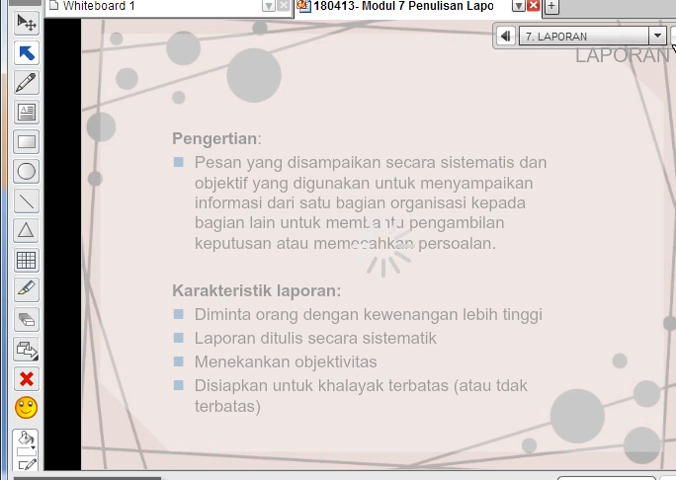 Whiteboard 1
180413- Modul 7 Penulisan Lapo
7. LAPORAN
LAPORAN
Pengertian:
Pesan yang disampaikan secara sistematis dan
objektif yang digunakan untuk menyampaikan
informasi dari satu bagian organisasi kepada
bagian lain untuk membantu pengambilan
keputusan atau memecahkan persoalan.
Karakteristik laporan:
Diminta orang dengan kewenangan lebih tinggi
Laporan ditulis secara sistematik
Menekankan objektivitas
Disiapkan untuk khalayak terbatas (atau tdak
terbatas)